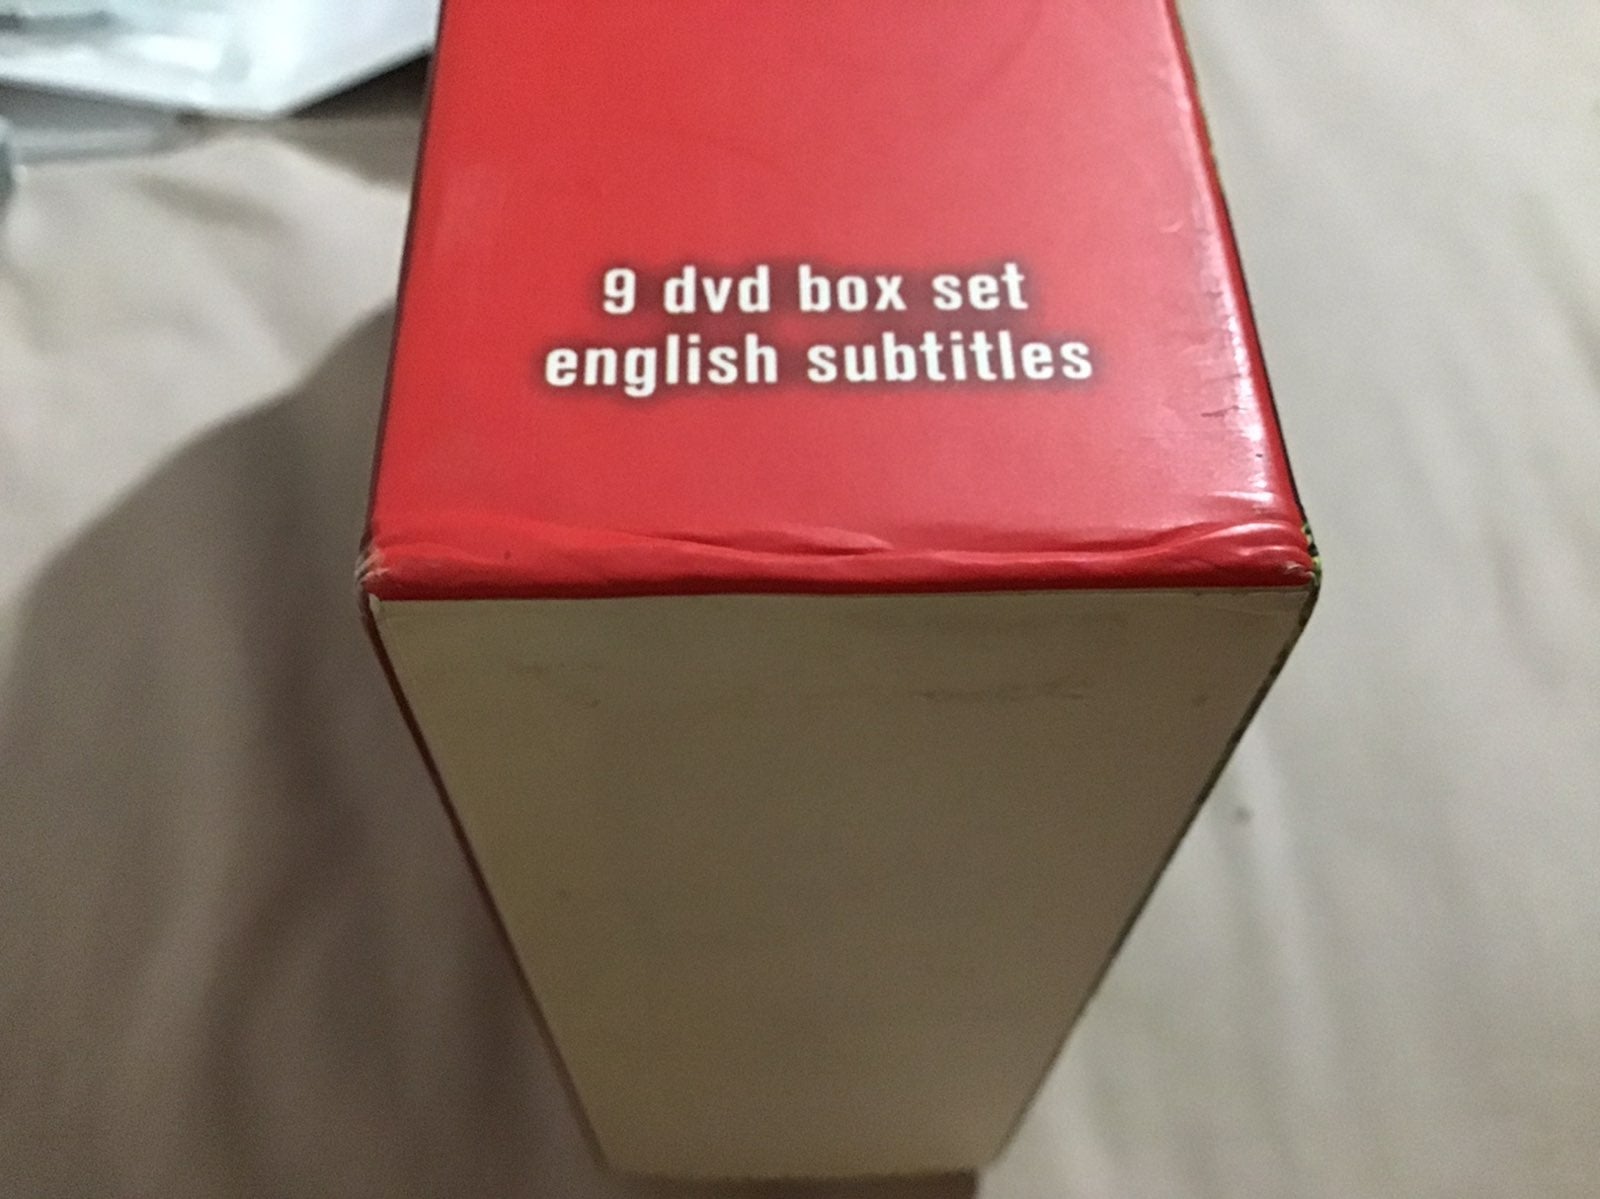 9 dvd box set
english subtitles